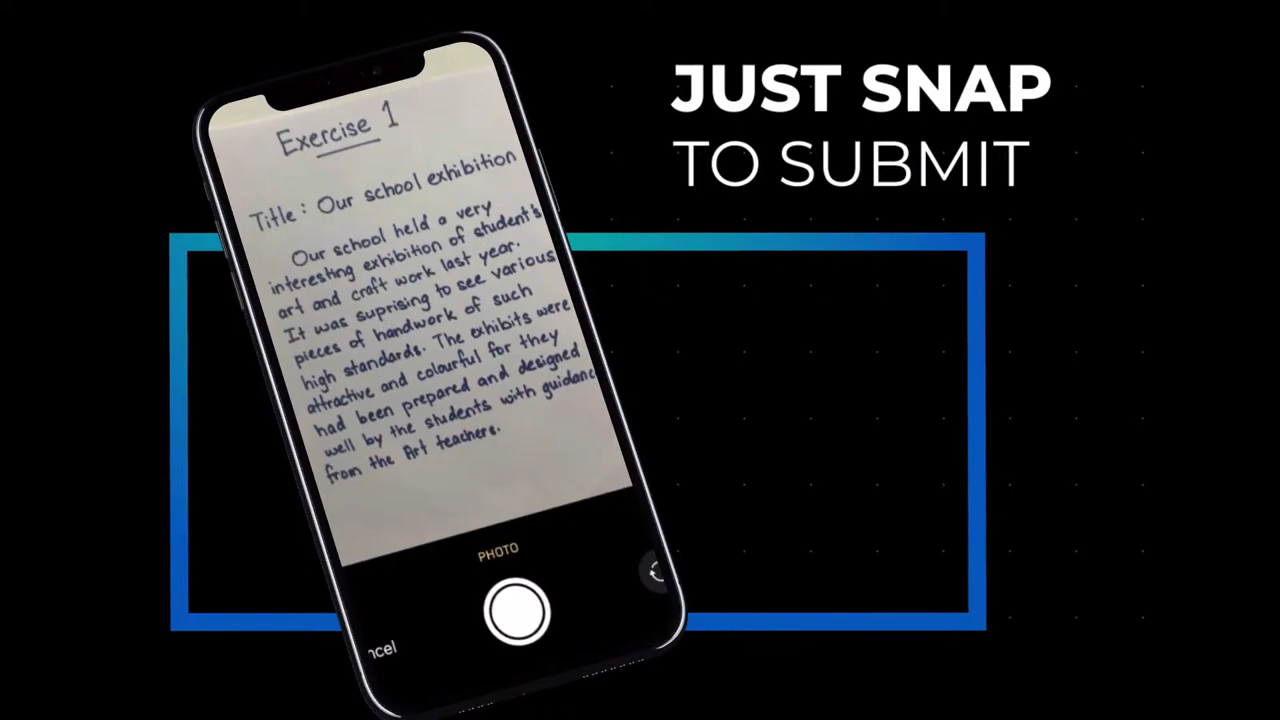 JUST SNAP
TO SUBMIT
Exercise 1
Title: Our school exhibition
Our school held a very
interesting exhibition of student's
art and craft work last year.
It was suprising to see various
pieces of handwork of such
high standards. The exhibits were
attractive and colourful for they
had been prepared and designed
well by the students with guidanc
from the Art teachers.
PHOTO
ncel